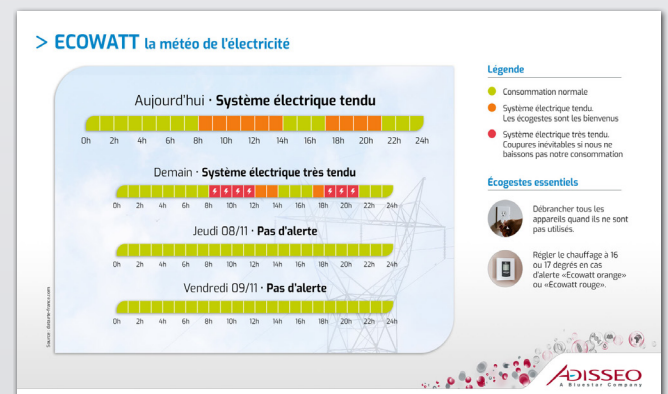 > ECOWATT la météo de l'électricité
Aujourd'hui · Système électrique tendu
0h 2h 4h 6h 8h 10h 12h 14h 16h 18h 20h 22h 24h
Demain · Système électrique très tendu
0h 2h 4h 6h 8h 10h 12h 14h 16h 18h 20h 22h 24h
Jeudi 08/11 · Pas d'alerte
0h 2h 4h 6h 8h 10h 12h 14h 16h 18h 20h 22h 24h
Vendredi 09/11 · Pas d'alerte
0h 2h 4h 6h 8h 10h 12h 14h 16h 18h 20h 22h 24h
Légende
Consommation normale
Système électrique tendu.
Les écogestes sont les bienvenus
Système électrique très tendu.
Coupures inévitables si nous ne
baissons pas notre consommation
Écogestes essentiels
Débrancher tous les
appareils quand ils ne sont
pas utilisés.
Régler le chauffage à 16
ou 17 degrés en cas
d'alerte «Ecowatt orange»
ou «Ecowatt rouge».
ADISSEO
A Bluestar Company